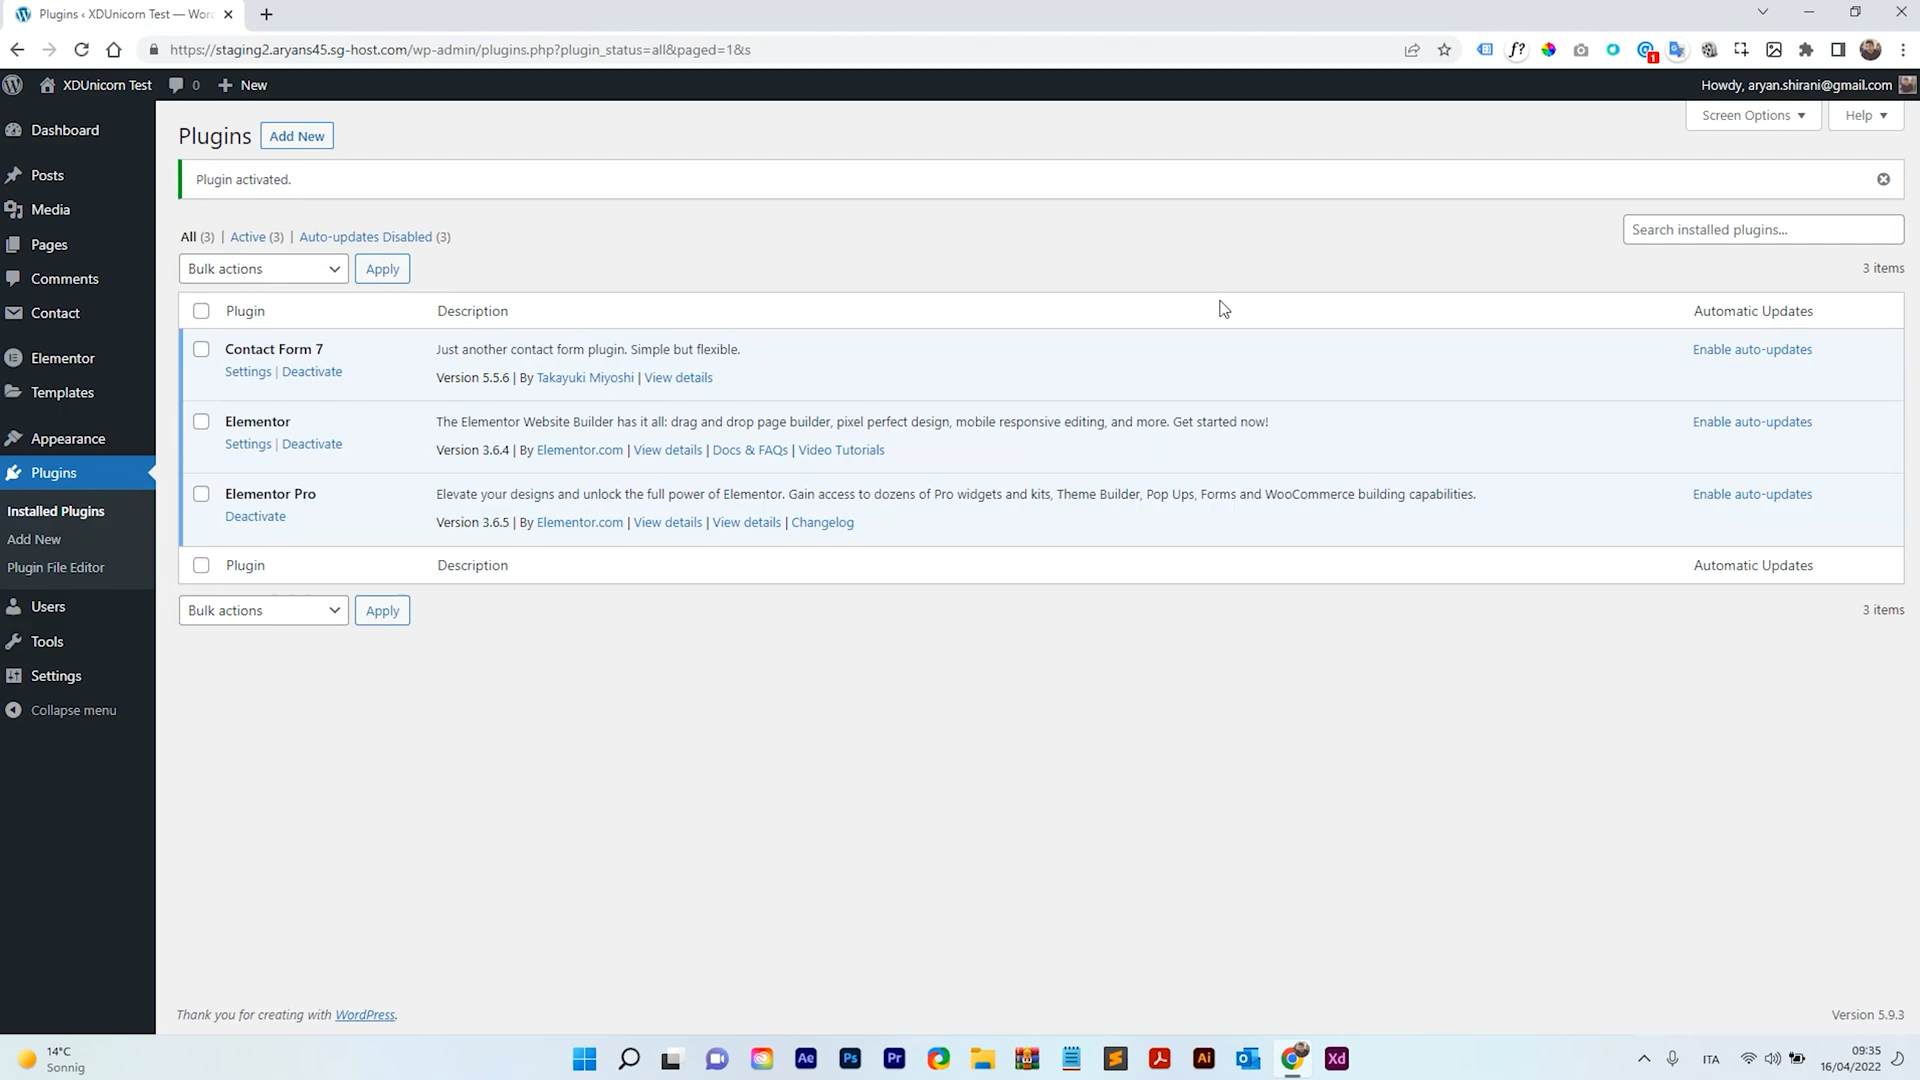 Plugins ‹ XDUnicorn Test — Wor
https://staging2.aryans45.sg-host.com/wp-admin/plugins.php?plugin_status=all&paged=1&s
f?
1
XDUnicorn Test
0
New
Howdy, aryan.shirani@gmail.com
Dashboard
Posts
Media
Pages
Comments
Contact
Elementor
Templates
Appearance
Plugins
Installed Plugins
Add New
Plugin File Editor
Users
Tools
Settings
Collapse menu
Screen Options
Help
Plugins
Add New
Plugin activated.
All (3) | Active (3) | Auto-updates Disabled (3)
Search installed plugins...
Bulk actions
Apply
3 items
Plugin Description Automatic Updates
Contact Form 7
Settings | Deactivate
Just another contact form plugin. Simple but flexible.
Version 5.5.6 | By Takayuki Miyoshi | View details
Enable auto-updates
Elementor
Settings | Deactivate
The Elementor Website Builder has it all: drag and drop page builder, pixel perfect design, mobile responsive editing, and more. Get started now!
Version 3.6.4 | By Elementor.com | View details | Docs & FAQs | Video Tutorials
Enable auto-updates
Elementor Pro
Deactivate
Elevate your designs and unlock the full power of Elementor. Gain access to dozens of Pro widgets and kits, Theme Builder, Pop Ups, Forms and WooCommerce building capabilities.
Version 3.6.5 | By Elementor.com | View details | View details | Changelog
Enable auto-updates
Plugin Description Automatic Updates
Bulk actions
Apply
3 items
Thank you for creating with WordPress.
Version 5.9.3
14°C
Sonnig
Ae
Ps
Pr
Ai
Xd
ITA
09:35
16/04/2022